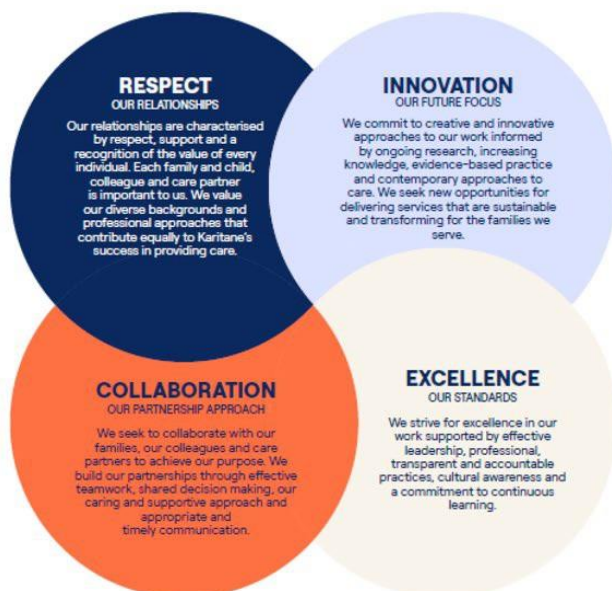 RESPECT
OUR RELATIONSHIPS
Our relationships are characterised
by respect, support and a
recognition of the value of every
individual. Each family and child,
colleague and care partner
is important to us. We value
our diverse backgrounds and
professional approaches that
contribute equally to Karitane's
success in providing care.
INNOVATION
OUR FUTURE FOCUS
We commit to creative and innovative
approaches to our work informed
by ongoing research, increasing
knowledge, evidence-based practice
and contemporary approaches to
care. We seek new opportunities for
delivering services that are sustainable
and transforming for the families we
serve.
COLLABORATION
OUR PARTNERSHIP APPROACH
We seek to collaborate with our
families, our colleagues and care
partners to achieve our purpose. We
build our partnerships through effective
teamwork, shared decision making, our
caring and supportive approach and
appropriate and
timely communication.
EXCELLENCE
OUR STANDARDS
We strive for excellence in our
work supported by effective
leadership, professional,
transparent and accountable
practices, cultural awareness and
a commitment to continuous
learning.